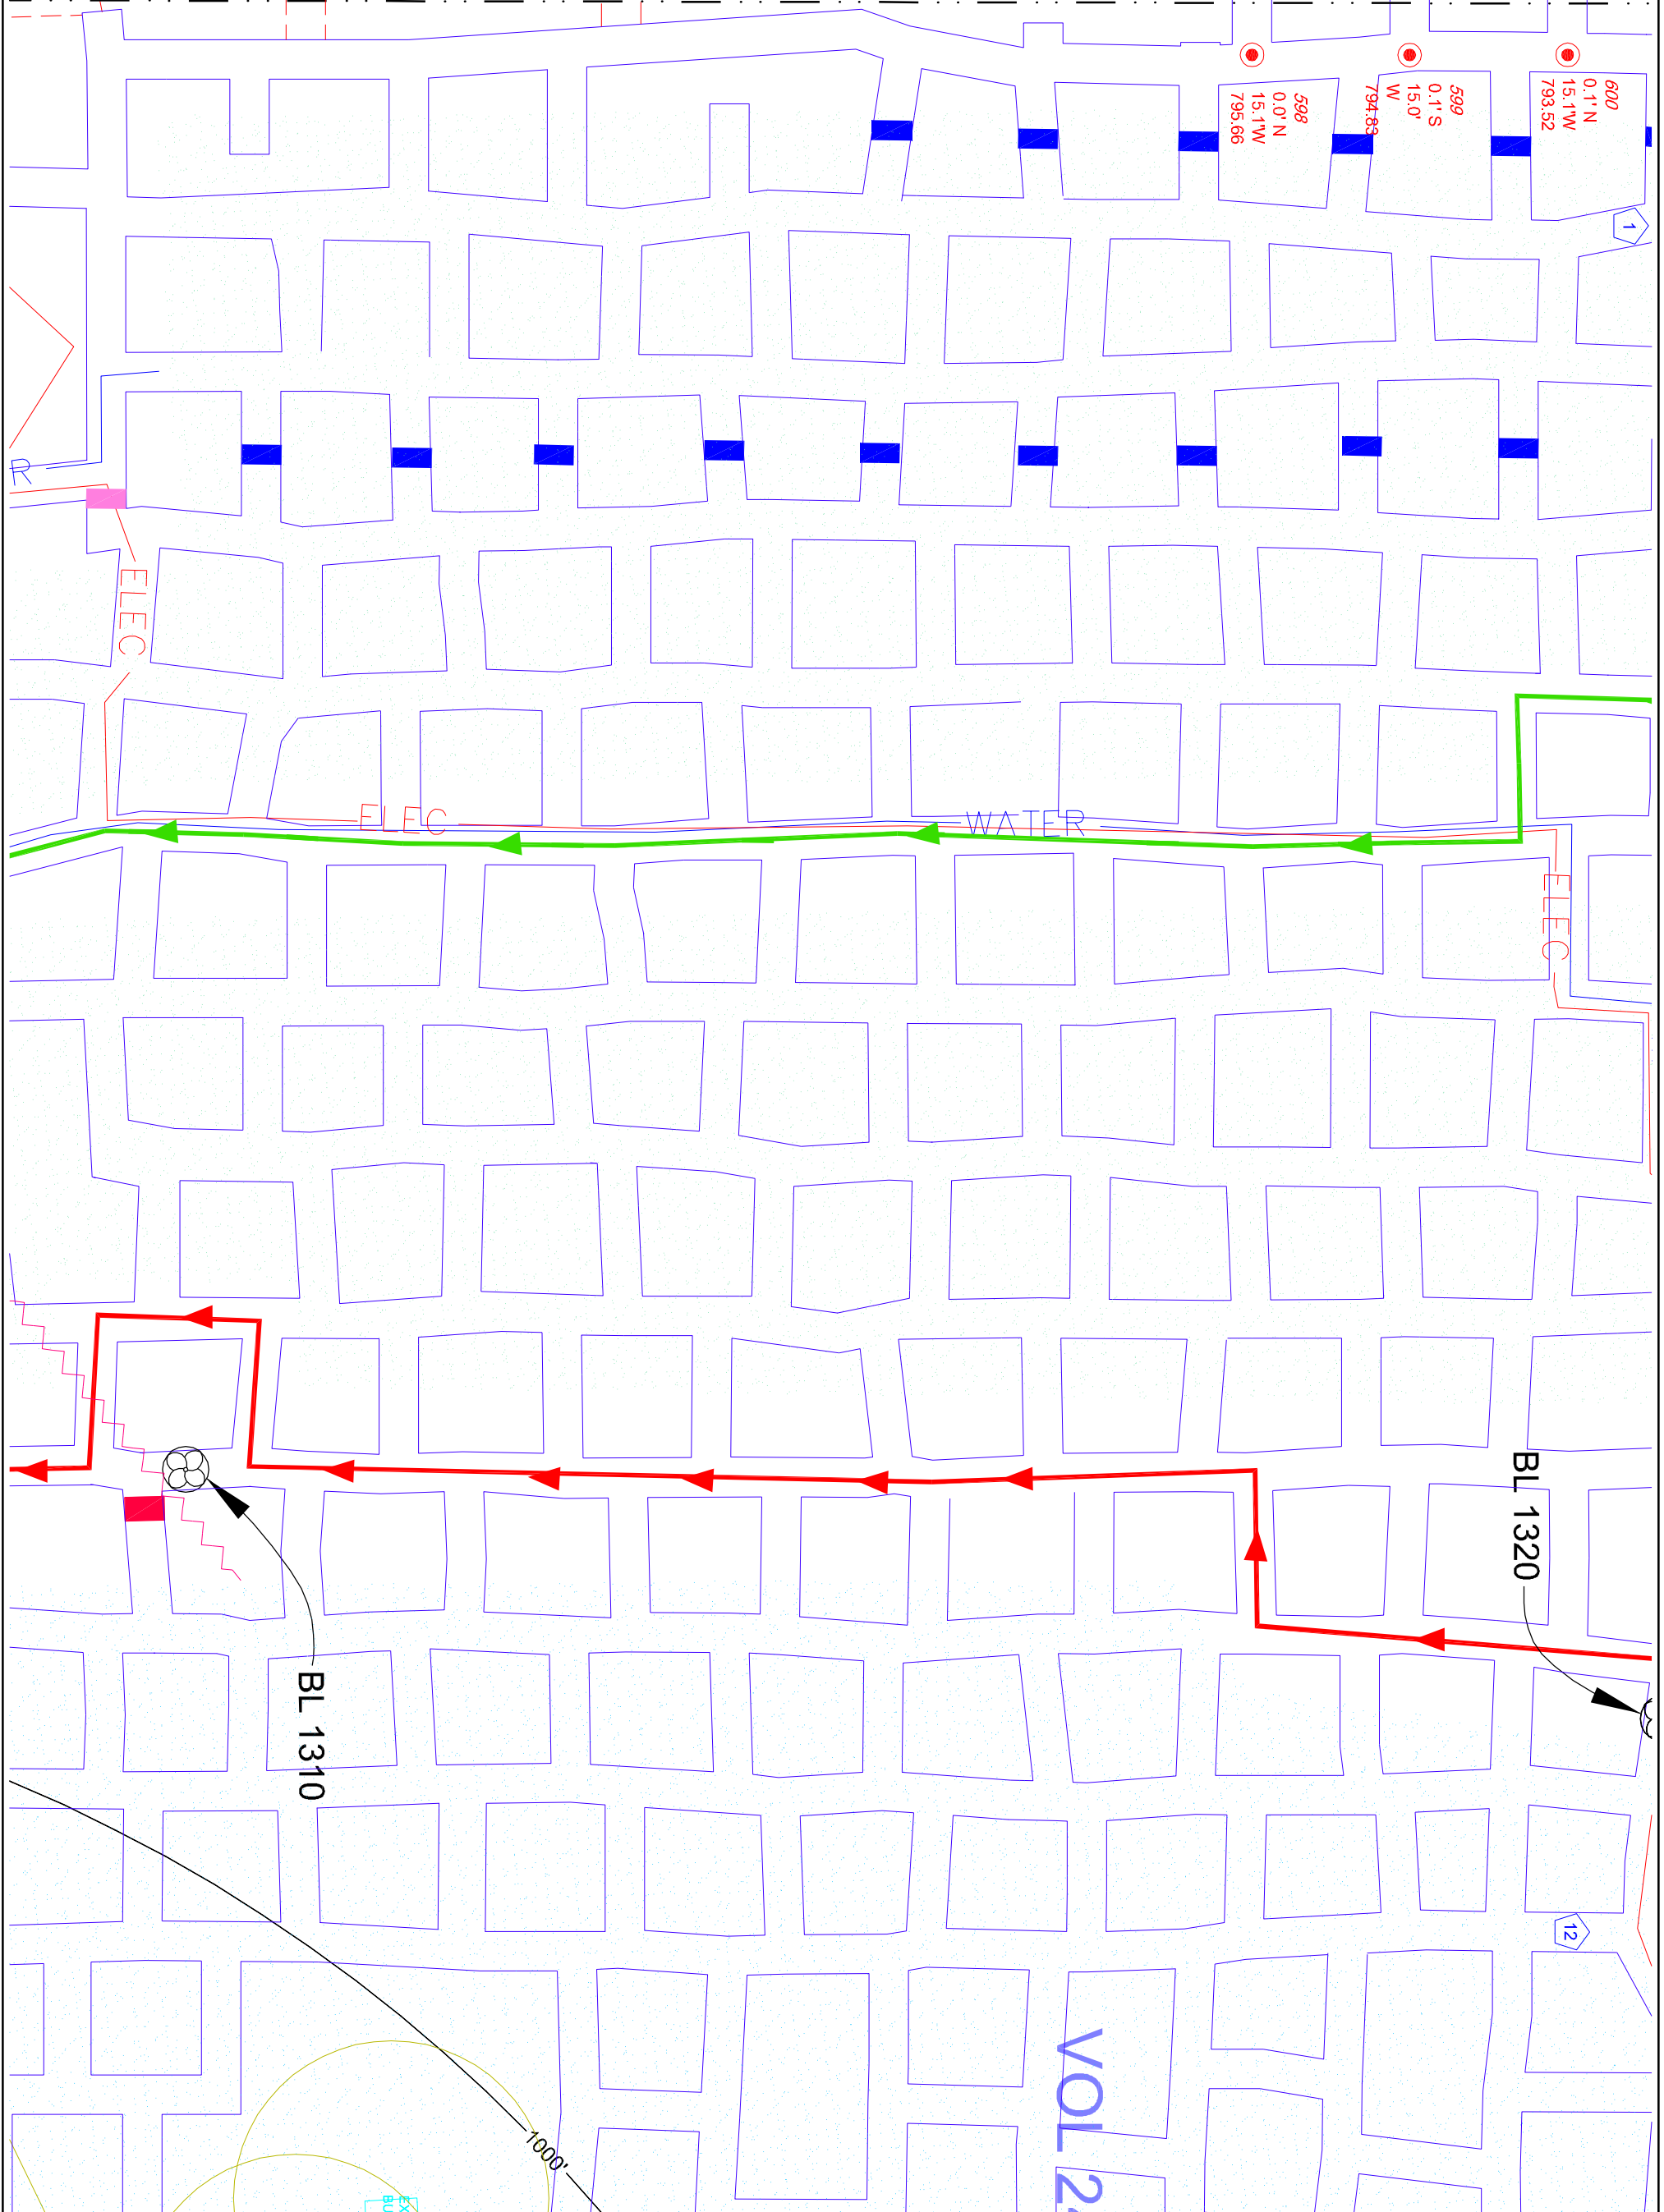 598
0.0' N
15.1'W
795.66
599
0.1' S
15.0'
W
794.83
600
0.1' N
15.1'W
793.52
1
R
ELEC
ELEC
WATER
ELEC
BL 1320
BL 1310
12
VOL
1000'